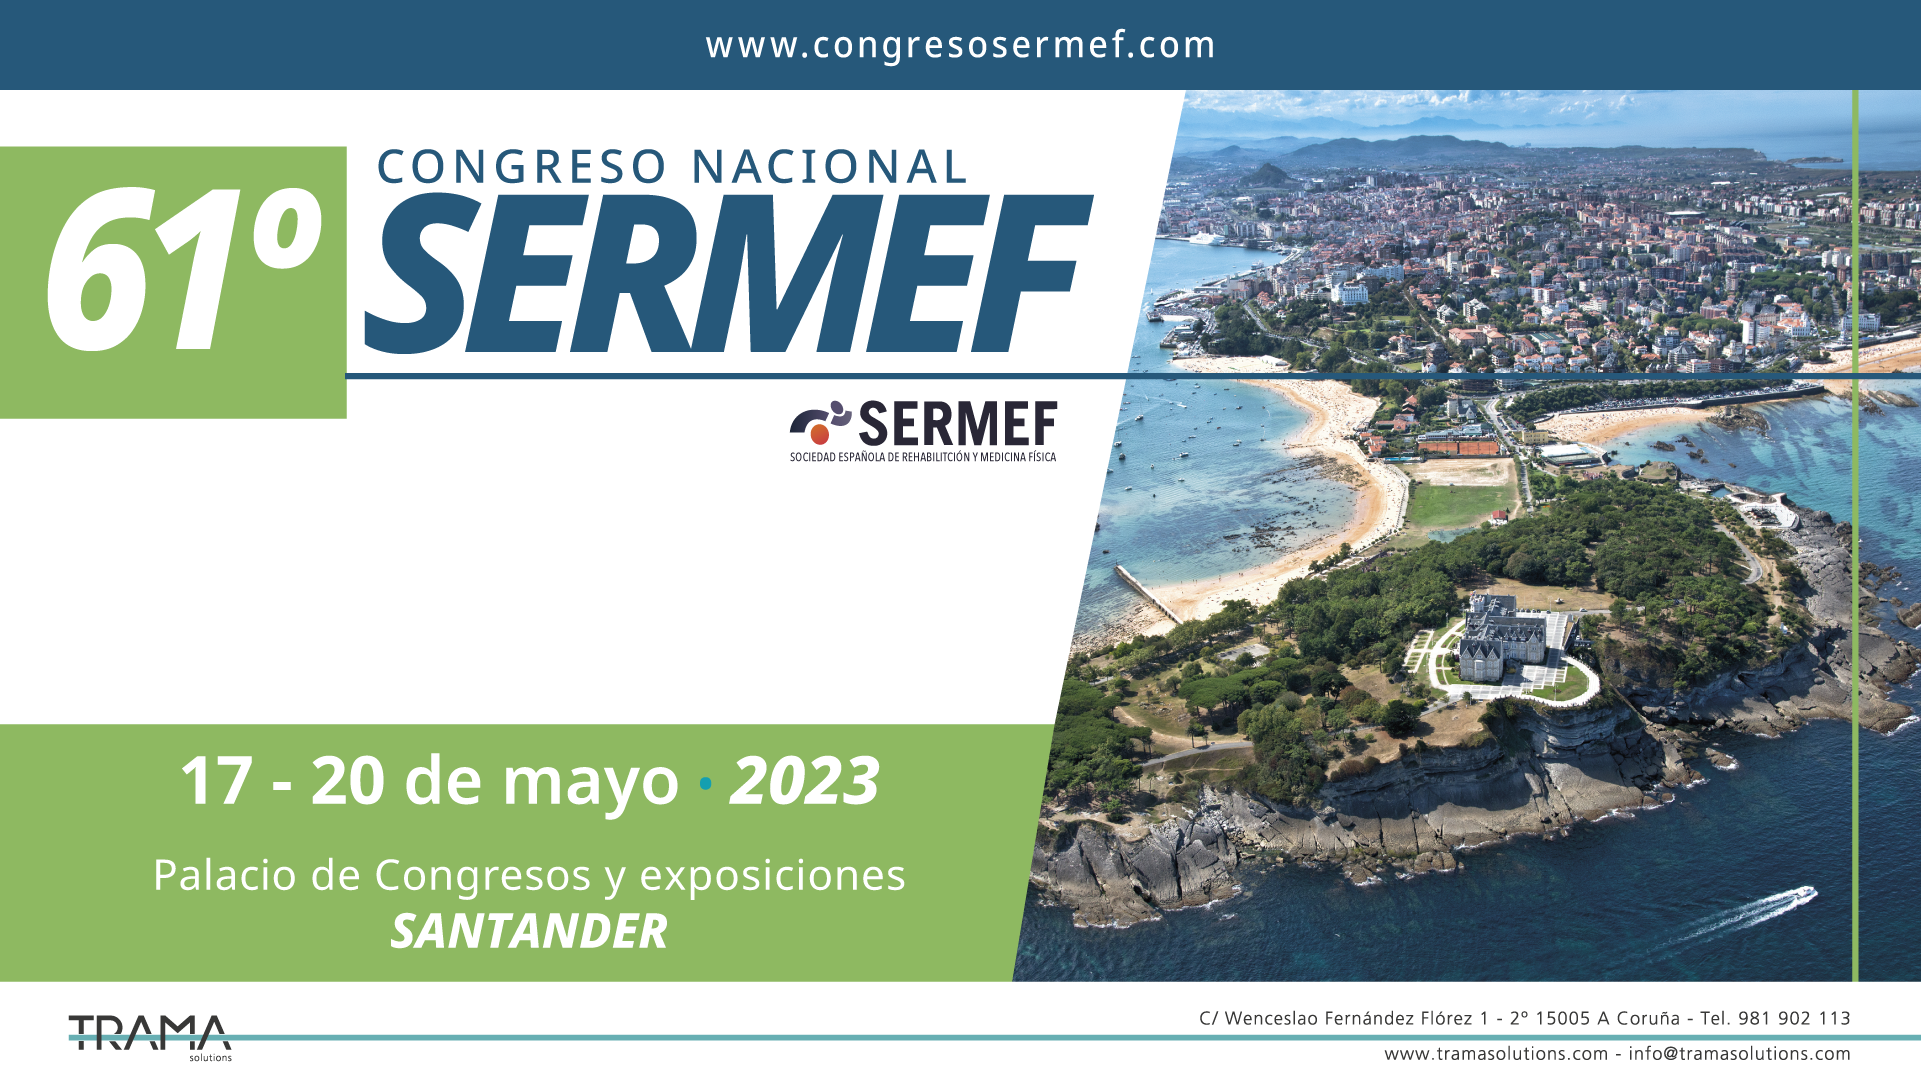 www.congresosermef.com
61º
CONGRESO NACIONAL
SERMEF
SERMEF
SOCIEDAD ESPAÑOLA DE REHABILITCIÓN Y MEDICINA FÍSICA
17 - 20 de mayo • 2023
Palacio de Congresos y exposiciones
SANTANDER
TRAMA
solutions
C/ Wenceslao Fernández Flórez 1 - 2º 15005 A Coruña - Tel. 981 902 113
www.tramasolutions.com - info@tramasolutions.com